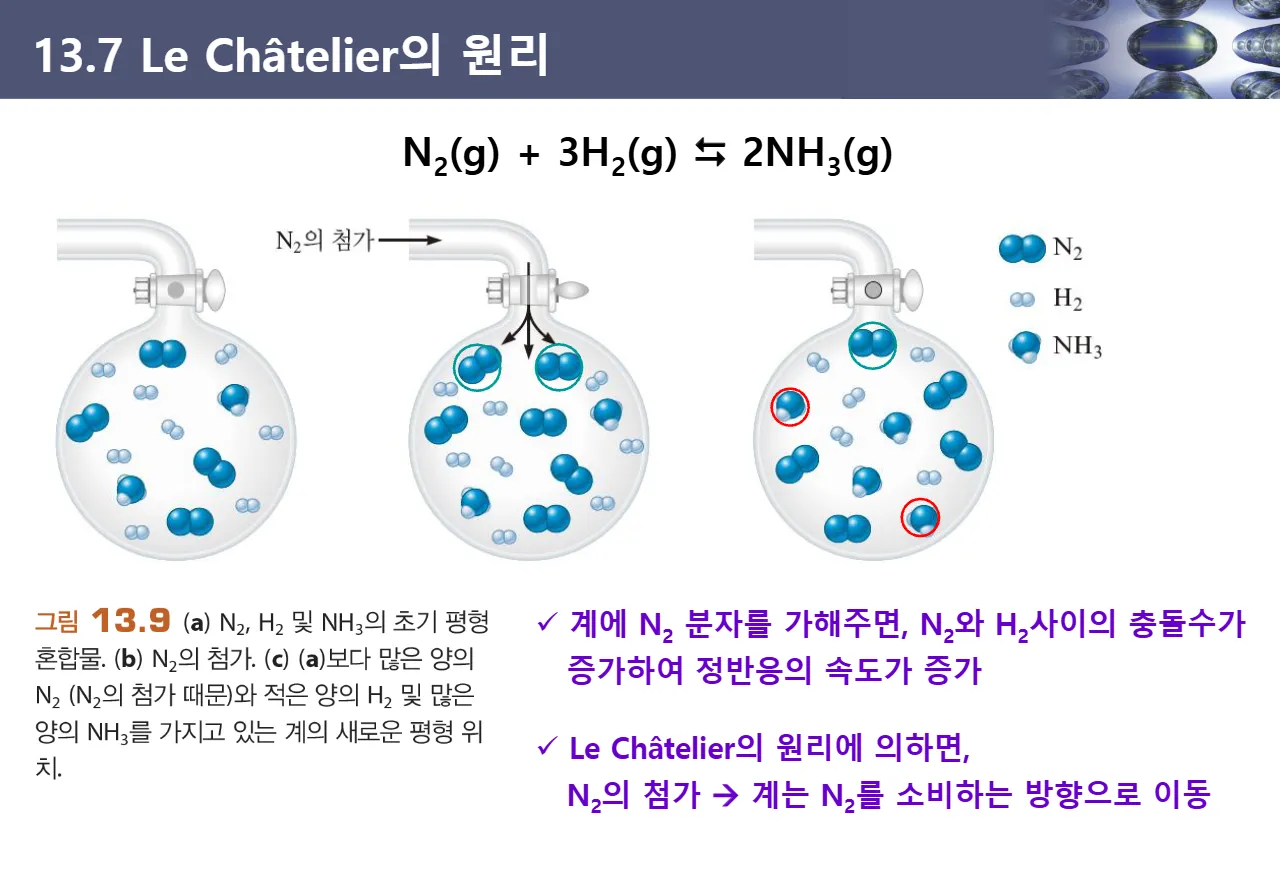 13.7 Le Châtelier의 원리
N₂(g) + 3H₂(g) ⇆ 2NH₃(g)
N₂의 첨가
N₂
H₂
NH₃
그림 13.9 (a) N₂, H₂ 및 NH₃의 초기 평형
혼합물. (b) N₂의 첨가. (c) (a)보다 많은 양의
N₂ (N₂의 첨가 때문)와 적은 양의 H₂ 및 많은
양의 NH₃를 가지고 있는 계의 새로운 평형 위
치.
✓ 계에 N₂ 분자를 가해주면, N₂와 H₂사이의 충돌수가
증가하여 정반응의 속도가 증가
✓ Le Châtelier의 원리에 의하면,
N₂의 첨가 → 계는 N₂를 소비하는 방향으로 이동